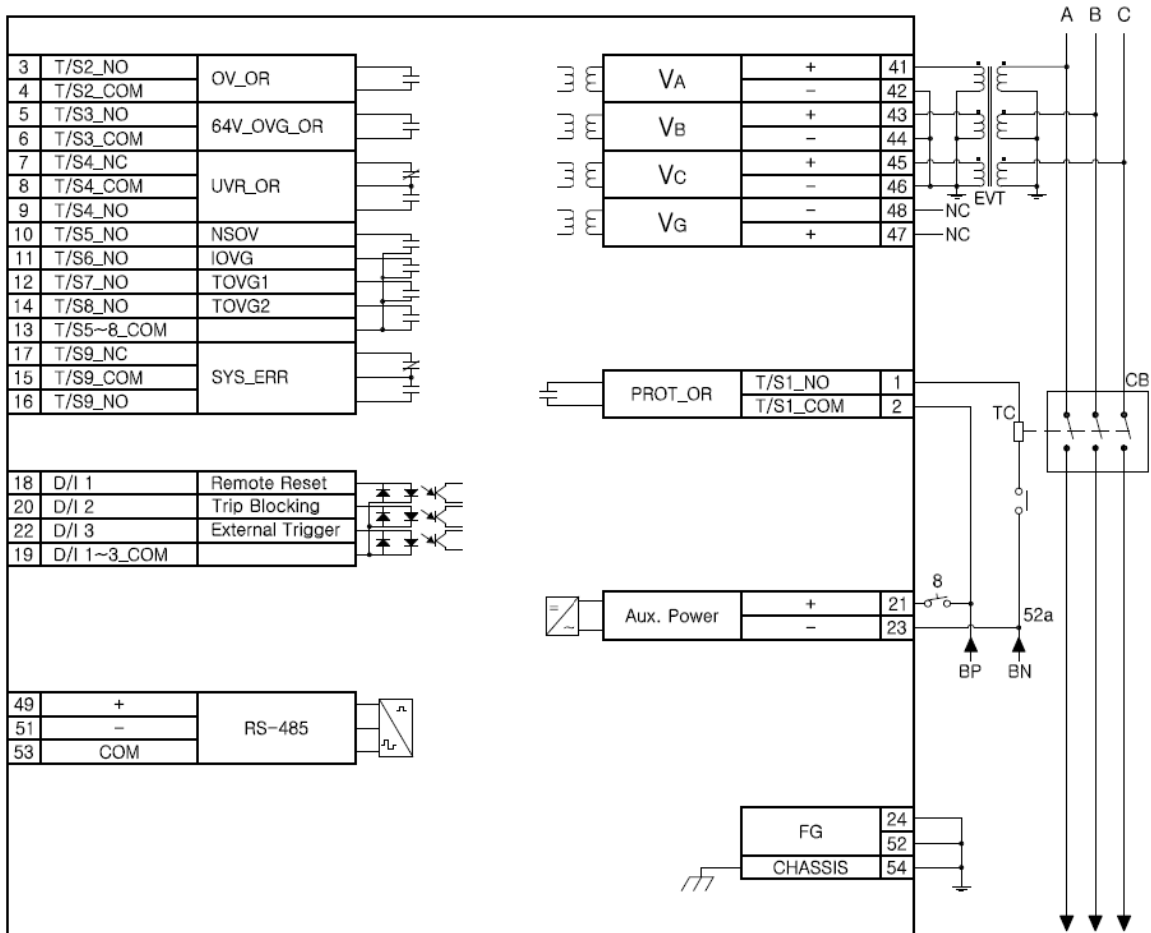 A B C
3 T/S2_NO OV_OR
4 T/S2_COM
5 T/S3_NO 64V_OVG_OR
6 T/S3_COM
7 T/S4_NC
8 T/S4_COM UVR_OR
9 T/S4_NO
10 T/S5_NO NSOV
11 T/S6_NO IOVG
12 T/S7_NO TOVG1
14 T/S8_NO TOVG2
13 T/S5~8_COM
17 T/S9_NC
15 T/S9_COM SYS_ERR
16 T/S9_NO
VA + 41
- 42
VB + 43
- 44
VC + 45
- 46
VG - 48 NC
+ 47 NC
EVT
PROT_OR T/S1_NO 1
T/S1_COM 2
CB
TC
18 D/I 1 Remote Reset
20 D/I 2 Trip Blocking
22 D/I 3 External Trigger
19 D/I 1~3_COM
Aux. Power + 21
- 23
8
52a
BP BN
49 +
51 - RS-485
53 COM
FG 24
52
CHASSIS 54